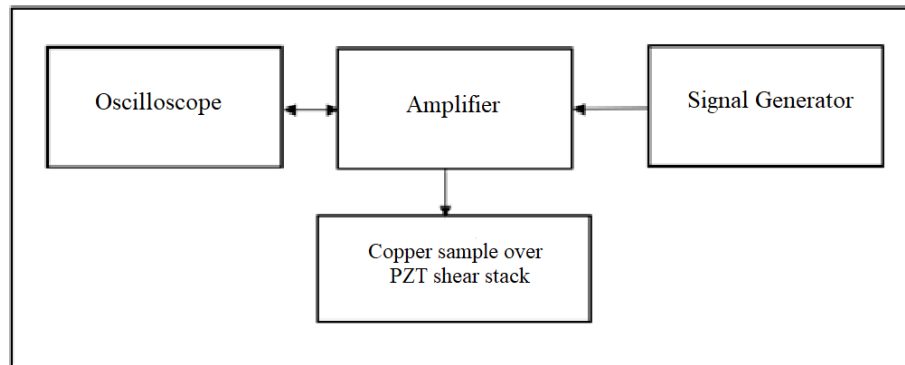 Oscilloscope
Amplifier
Signal Generator
Copper sample over
PZT shear stack